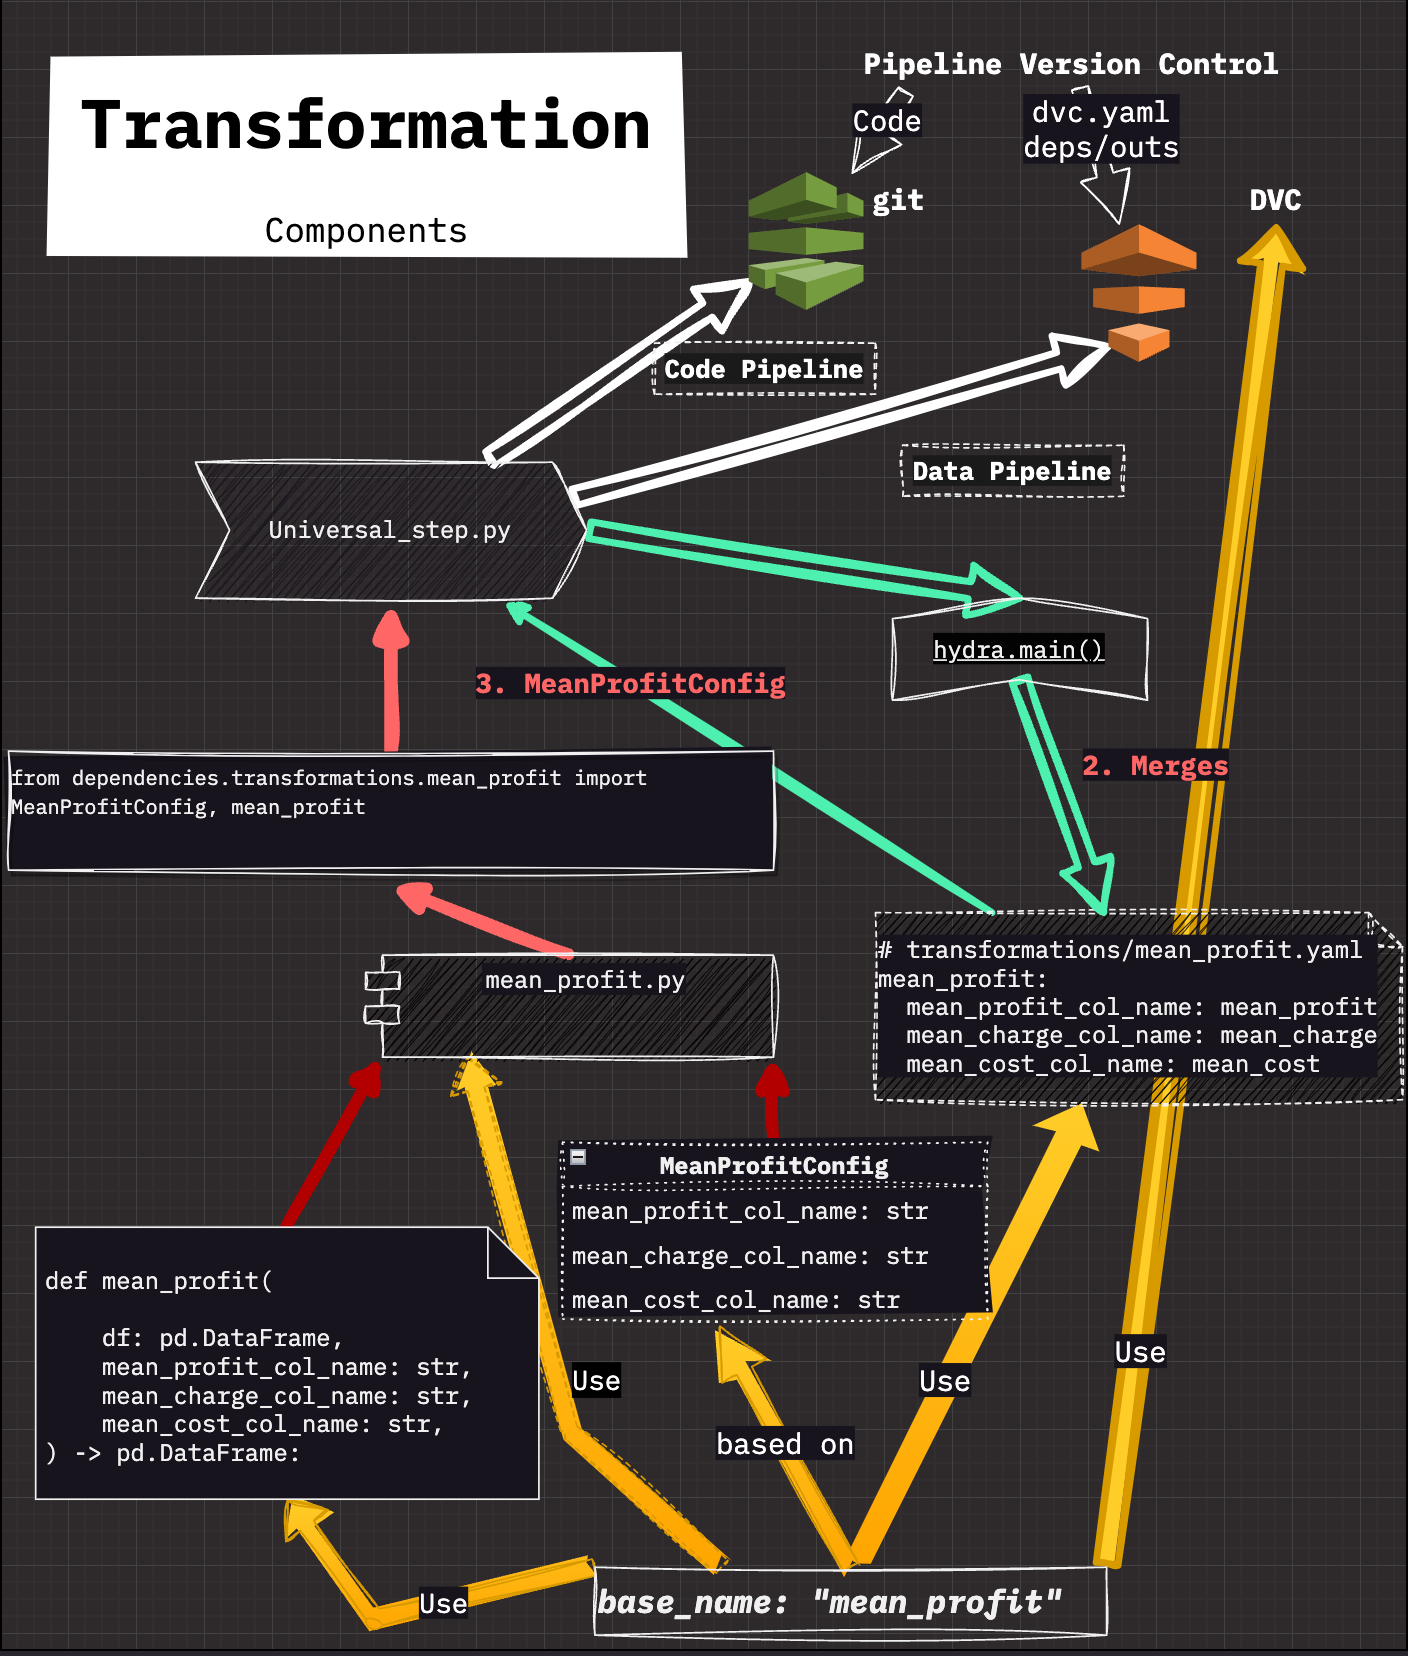 Transformation
Components
Pipeline Version Control
Code
dvc.yaml
deps/outs
git
DVC
Code Pipeline
Data Pipeline
Universal_step.py
hydra.main()
3. MeanProfitConfig
2. Merges
from dependencies.transformations.mean_profit import
MeanProfitConfig, mean_profit
mean_profit.py
# transformations/mean_profit.yaml
mean_profit:
  mean_profit_col_name: mean_profit
  mean_charge_col_name: mean_charge
  mean_cost_col_name: mean_cost
MeanProfitConfig
mean_profit_col_name: str
mean_charge_col_name: str
mean_cost_col_name: str
def mean_profit(
    df: pd.DataFrame,
    mean_profit_col_name: str,
    mean_charge_col_name: str,
    mean_cost_col_name: str,
) -> pd.DataFrame:
Use
Use
Use
based on
Use
base_name: "mean_profit"